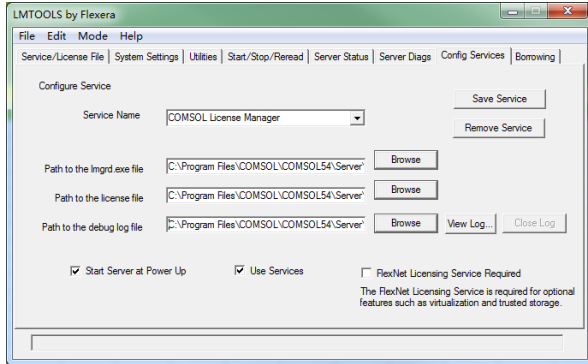 LMTOOLS by Flexera
File Edit Mode Help
Service/License File System Settings Utilities Start/Stop/Reread Server Status Server Diags Config Services Borrowing
Configure Service
Save Service
Service Name COMSOL License Manager
Remove Service
Path to the lmgrd.exe file C:\Program Files\COMSOL\COMSOL54\Server\ Browse
Path to the license file C:\Program Files\COMSOL\COMSOL54\Server\ Browse
Path to the debug log file C:\Program Files\COMSOL\COMSOL54\Server\ Browse View Log... Close Log
Start Server at Power Up Use Services FlexNet Licensing Service Required
The FlexNet Licensing Service is required for optional
features such as virtualization and trusted storage.